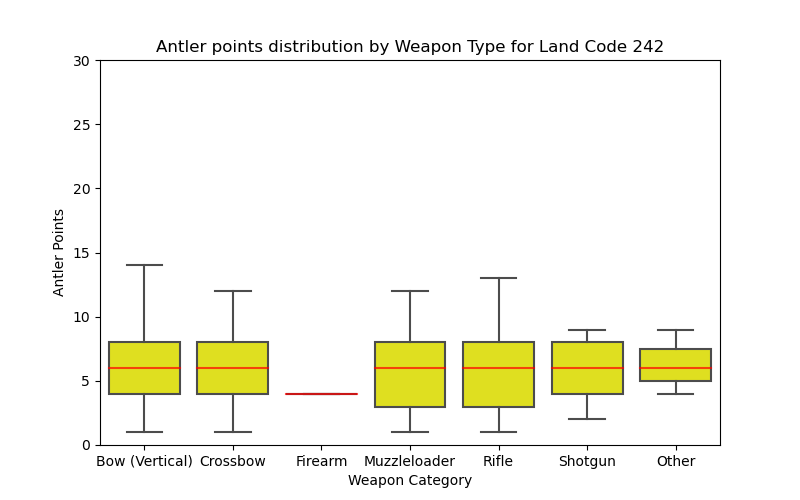 Antler points distribution by Weapon Type for Land Code 242
30
25
20
15
10
5
0
Antler Points
Bow (Vertical) Crossbow Firearm Muzzleloader Rifle Shotgun Other
Weapon Category